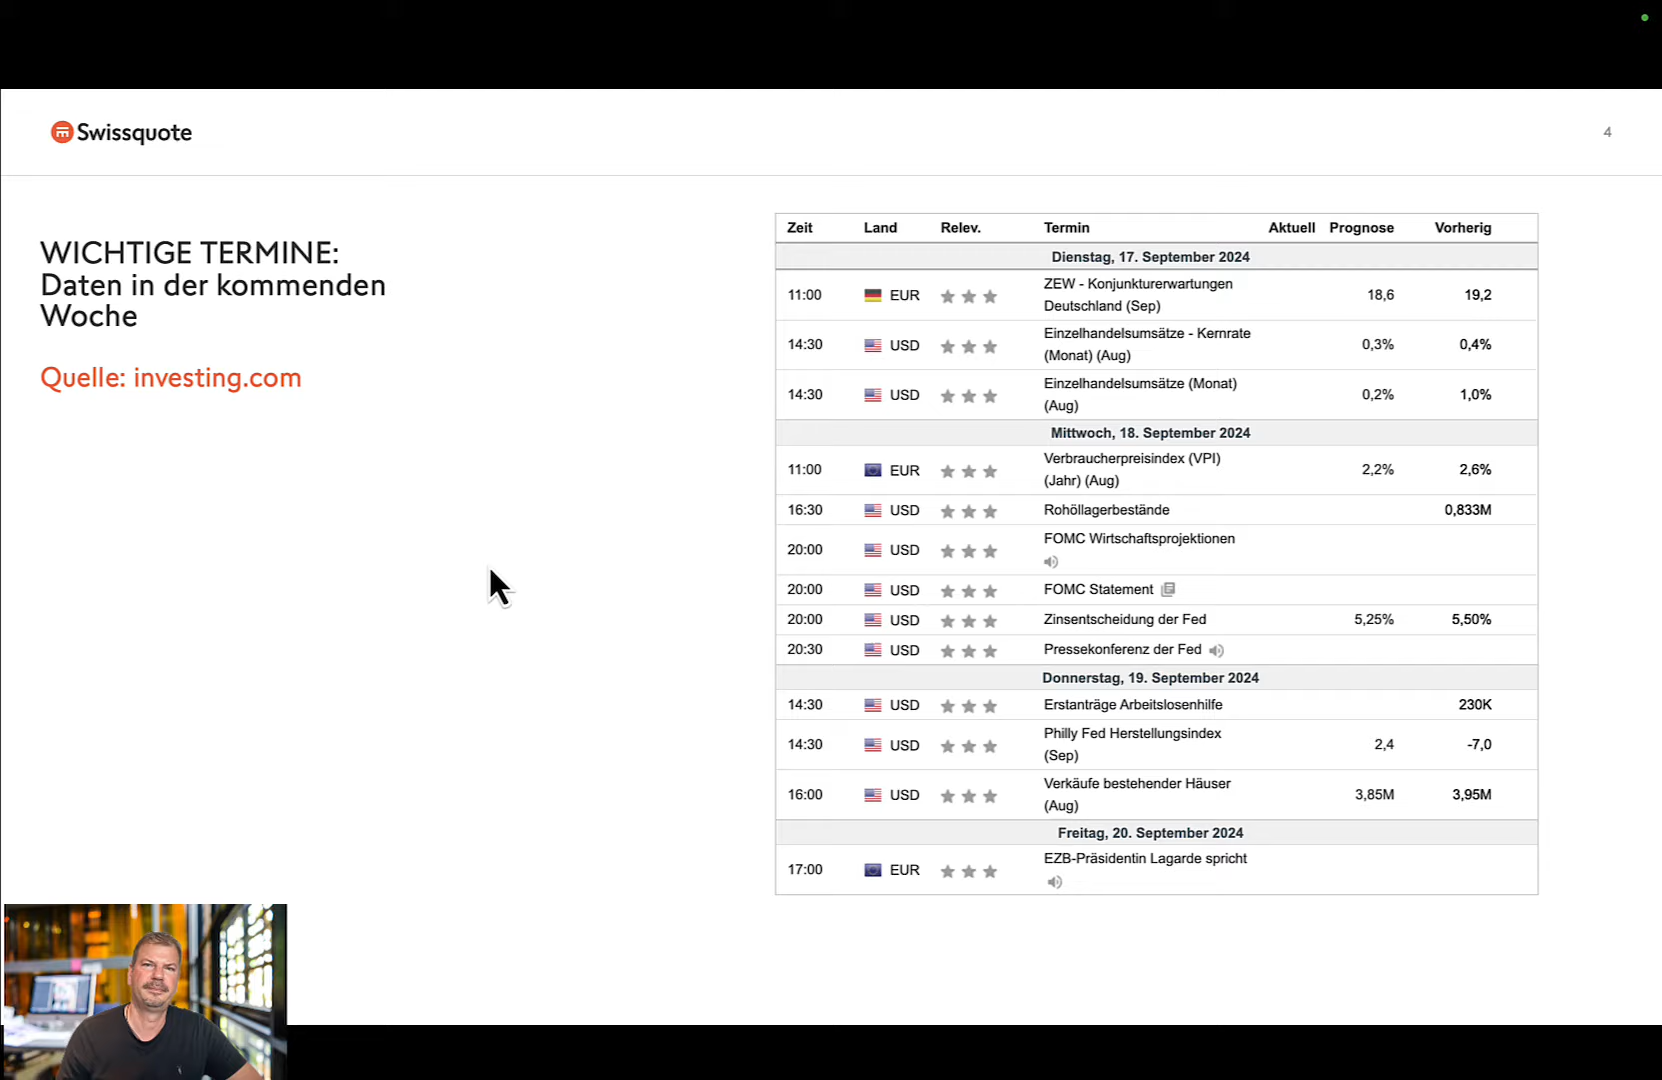 Swissquote
4
WICHTIGE TERMINE:
Daten in der kommenden
Woche
Quelle: investing.com
Zeit Land Relev. Termin Aktuell Prognose Vorherig
Dienstag, 17. September 2024
11:00 EUR ZEW - Konjunkturerwartungen
Deutschland (Sep) 18,6 19,2
14:30 USD Einzelhandelsumsätze - Kernrate
(Monat) (Aug) 0,3% 0,4%
14:30 USD Einzelhandelsumsätze (Monat)
(Aug) 0,2% 1,0%
Mittwoch, 18. September 2024
11:00 EUR Verbraucherpreisindex (VPI)
(Jahr) (Aug) 2,2% 2,6%
16:30 USD Rohöllagerbestände 0,833M
20:00 USD FOMC Wirtschaftsprojektionen
20:00 USD FOMC Statement
20:00 USD Zinsentscheidung der Fed 5,25% 5,50%
20:30 USD Pressekonferenz der Fed
Donnerstag, 19. September 2024
14:30 USD Erstanträge Arbeitslosenhilfe 230K
14:30 USD Philly Fed Herstellungsindex
(Sep) 2,4 -7,0
16:00 USD Verkäufe bestehender Häuser
(Aug) 3,85M 3,95M
Freitag, 20. September 2024
17:00 EUR EZB-Präsidentin Lagarde spricht